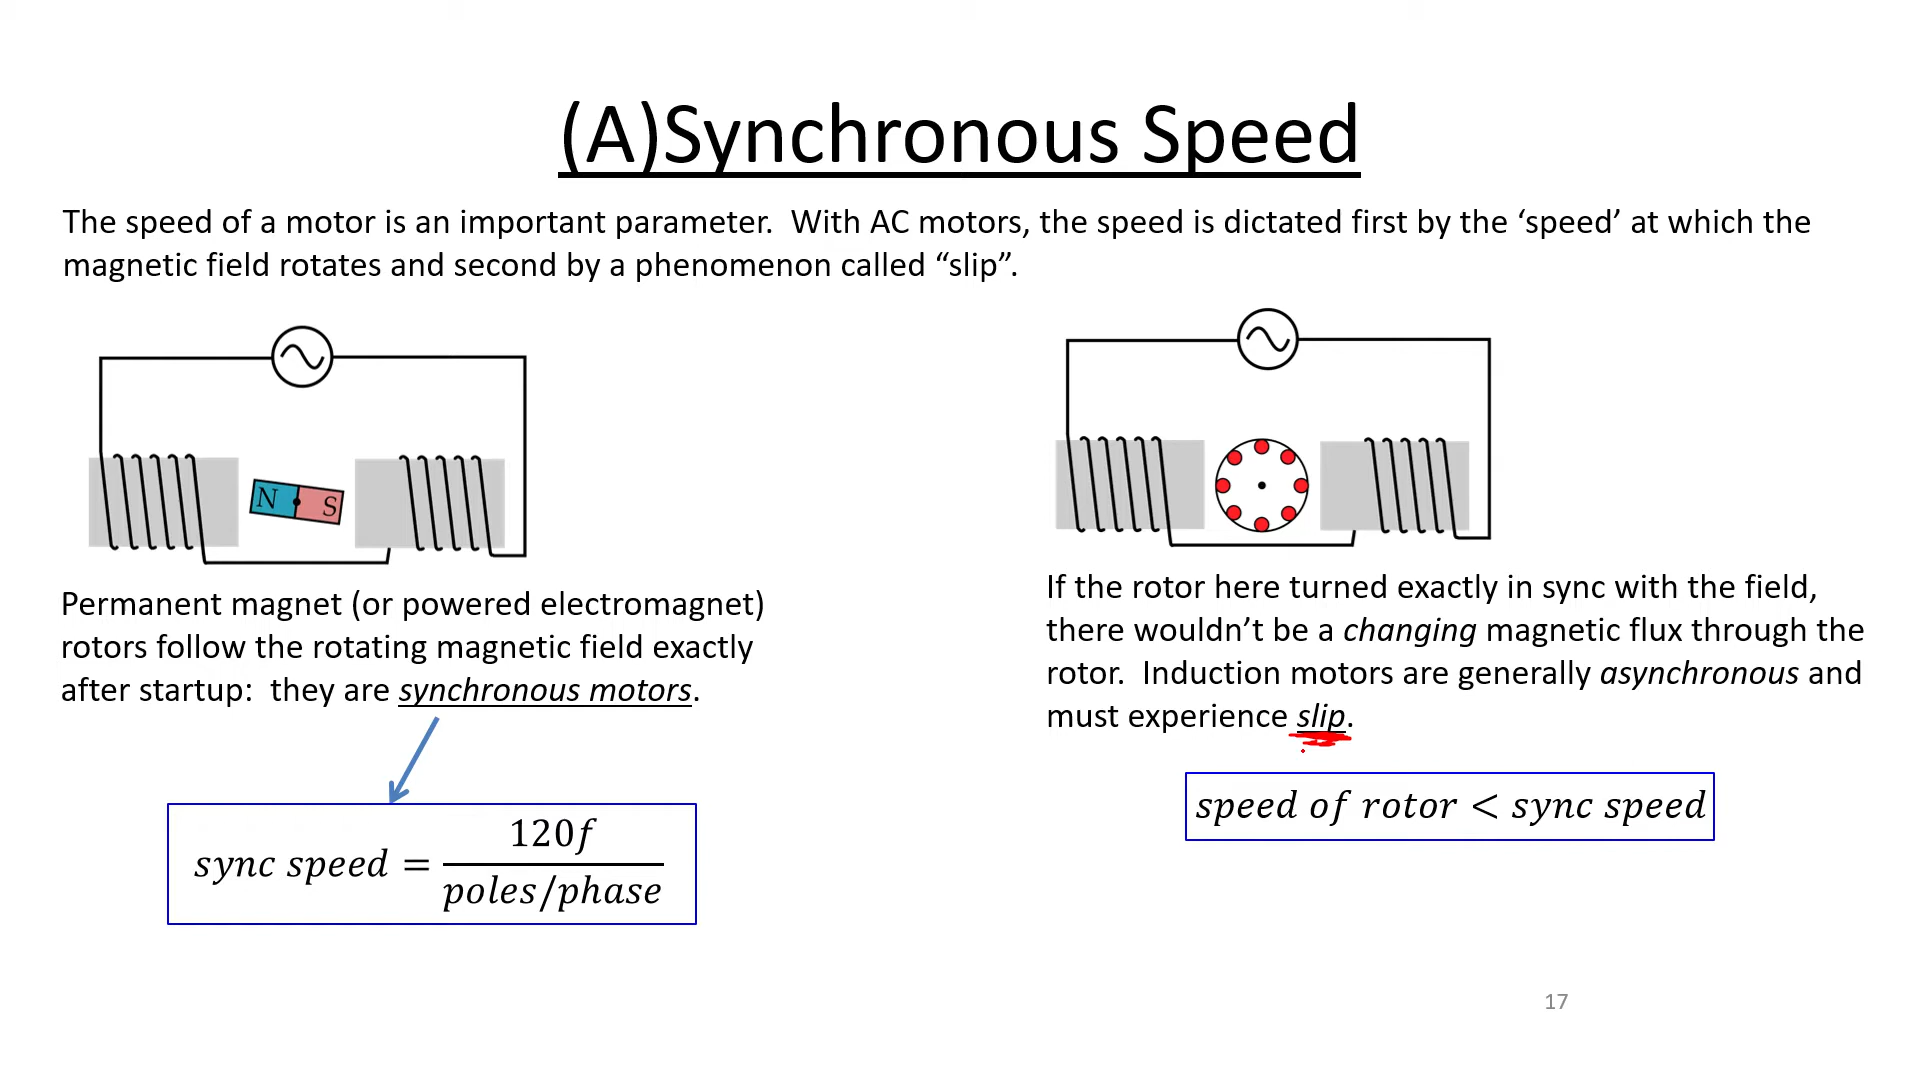 (A)Synchronous Speed
The speed of a motor is an important parameter.  With AC motors, the speed is dictated first by the ‘speed’ at which the
magnetic field rotates and second by a phenomenon called “slip”.
N S
Permanent magnet (or powered electromagnet)
rotors follow the rotating magnetic field exactly
after startup:  they are synchronous motors.
sync speed = 120f / poles/phase
If the rotor here turned exactly in sync with the field,
there wouldn’t be a changing magnetic flux through the
rotor.  Induction motors are generally asynchronous and
must experience slip.
speed of rotor < sync speed
17